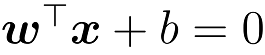 𝒘⊤𝒙 + b = 0